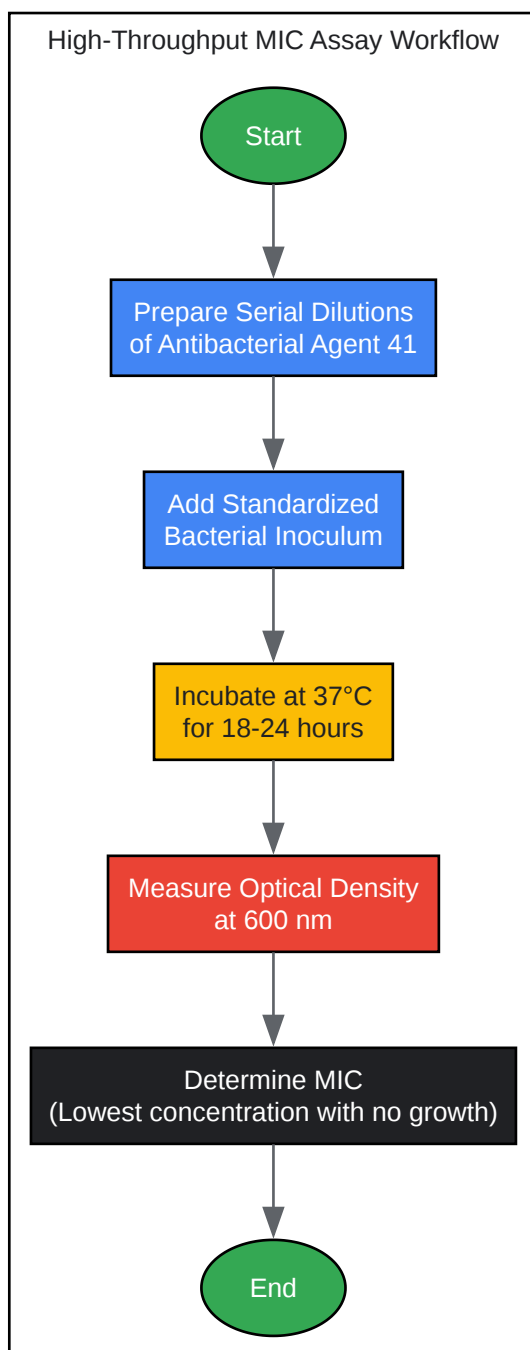 High-Throughput MIC Assay Workflow
Start
Prepare Serial Dilutions
of Antibacterial Agent 41
Add Standardized
Bacterial Inoculum
Incubate at 37°C
for 18-24 hours
Measure Optical Density
at 600 nm
Determine MIC
(Lowest concentration with no growth)
End